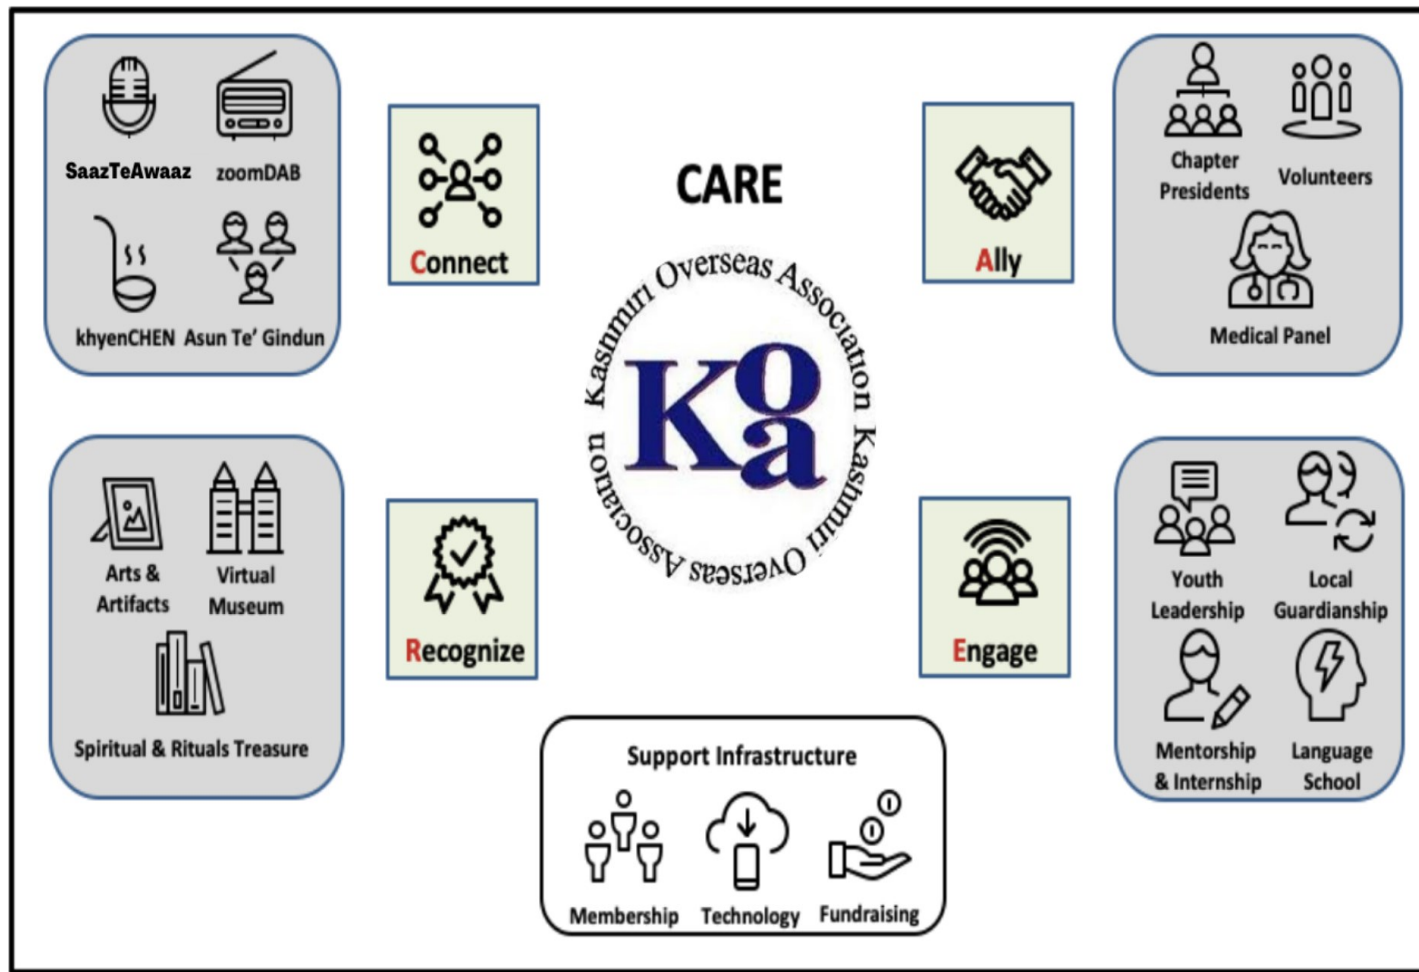 SaazTeAwaaz
zoomDAB
khyenCHEN
Asun Te’ Gindun
Connect
CARE
Ally
Chapter
Presidents
Volunteers
Medical Panel
Kashmiri Overseas Association Kashmiri Overseas Association
Koa
Arts &
Artifacts
Virtual
Museum
Spiritual & Rituals Treasure
Recognize
Engage
Youth
Leadership
Local
Guardianship
Mentorship
& Internship
Language
School
Support Infrastructure
Membership
Technology
Fundraising